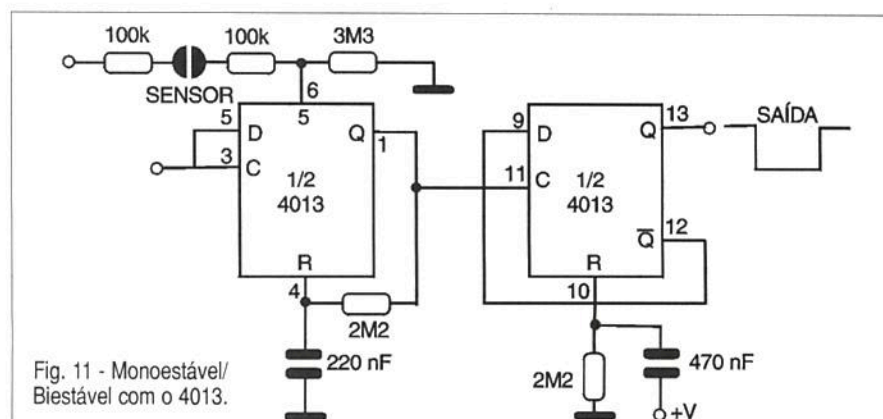 100k
100k
3M3
SENSOR
6
5
5
D
Q
1
3
C
1/2
4013
R
4
2M2
220 nF
9
D
Q
13
SAÍDA
11
C
1/2
4013
Q
12
R
10
2M2
470 nF
+V
Fig. 11 - Monoestável/
Biestável com o 4013.